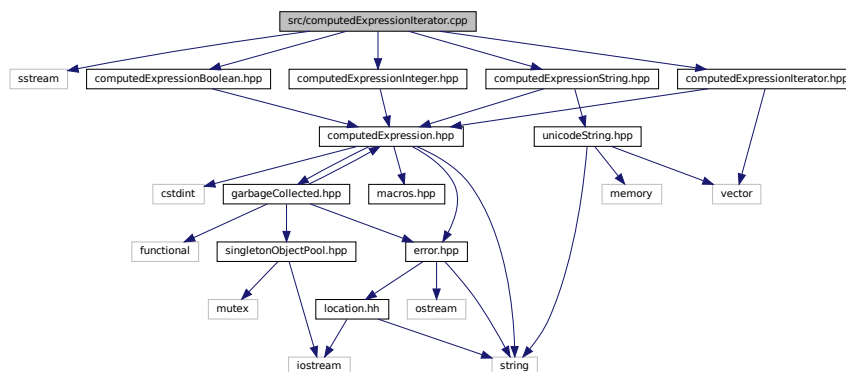 src/computedExpressionIterator.cpp
sstream
computedExpressionBoolean.hpp
computedExpressionInteger.hpp
computedExpressionString.hpp
computedExpressionIterator.hpp
computedExpression.hpp
unicodeString.hpp
cstdint
garbageCollected.hpp
macros.hpp
memory
vector
functional
singletonObjectPool.hpp
error.hpp
mutex
location.hh
ostream
iostream
string